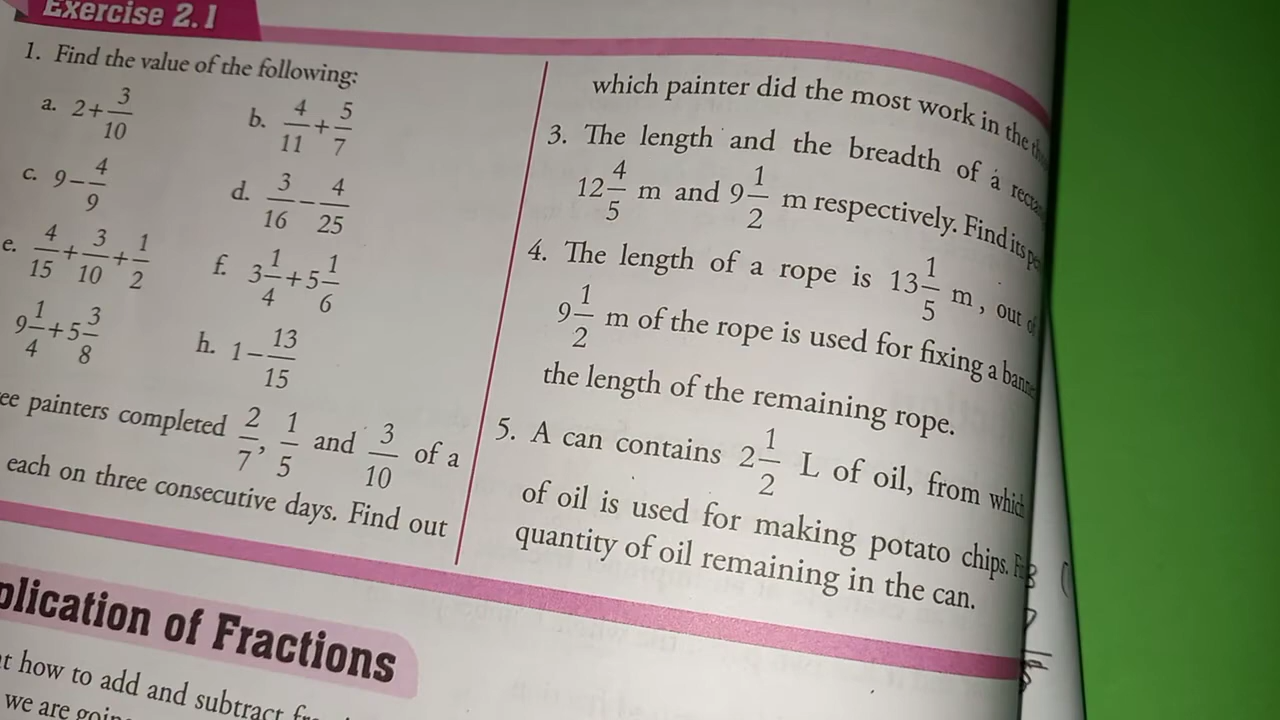 Exercise 2.1
1. Find the value of the following:
a. 2+3/10 b. 4/11+5/7
c. 9−4/9 d. 3/16−4/25
e. 4/15+3/10+1/2 f. 3 1/4+5 1/6
9 1/4+5 3/8 h. 1−13/15
painters completed 2/7, 1/5 and 3/10 of a
each on three consecutive days. Find out
which painter did the most work in the
3. The length and the breadth of a
12 4/5 m and 9 1/2 m respectively. Find its
4. The length of a rope is 13 1/5 m, out
9 1/2 m of the rope is used for fixing a
the length of the remaining rope.
5. A can contains 2 1/2 L of oil, from which
of oil is used for making potato chips.
quantity of oil remaining in the can.
of Fractions
how to add and subtract
we are